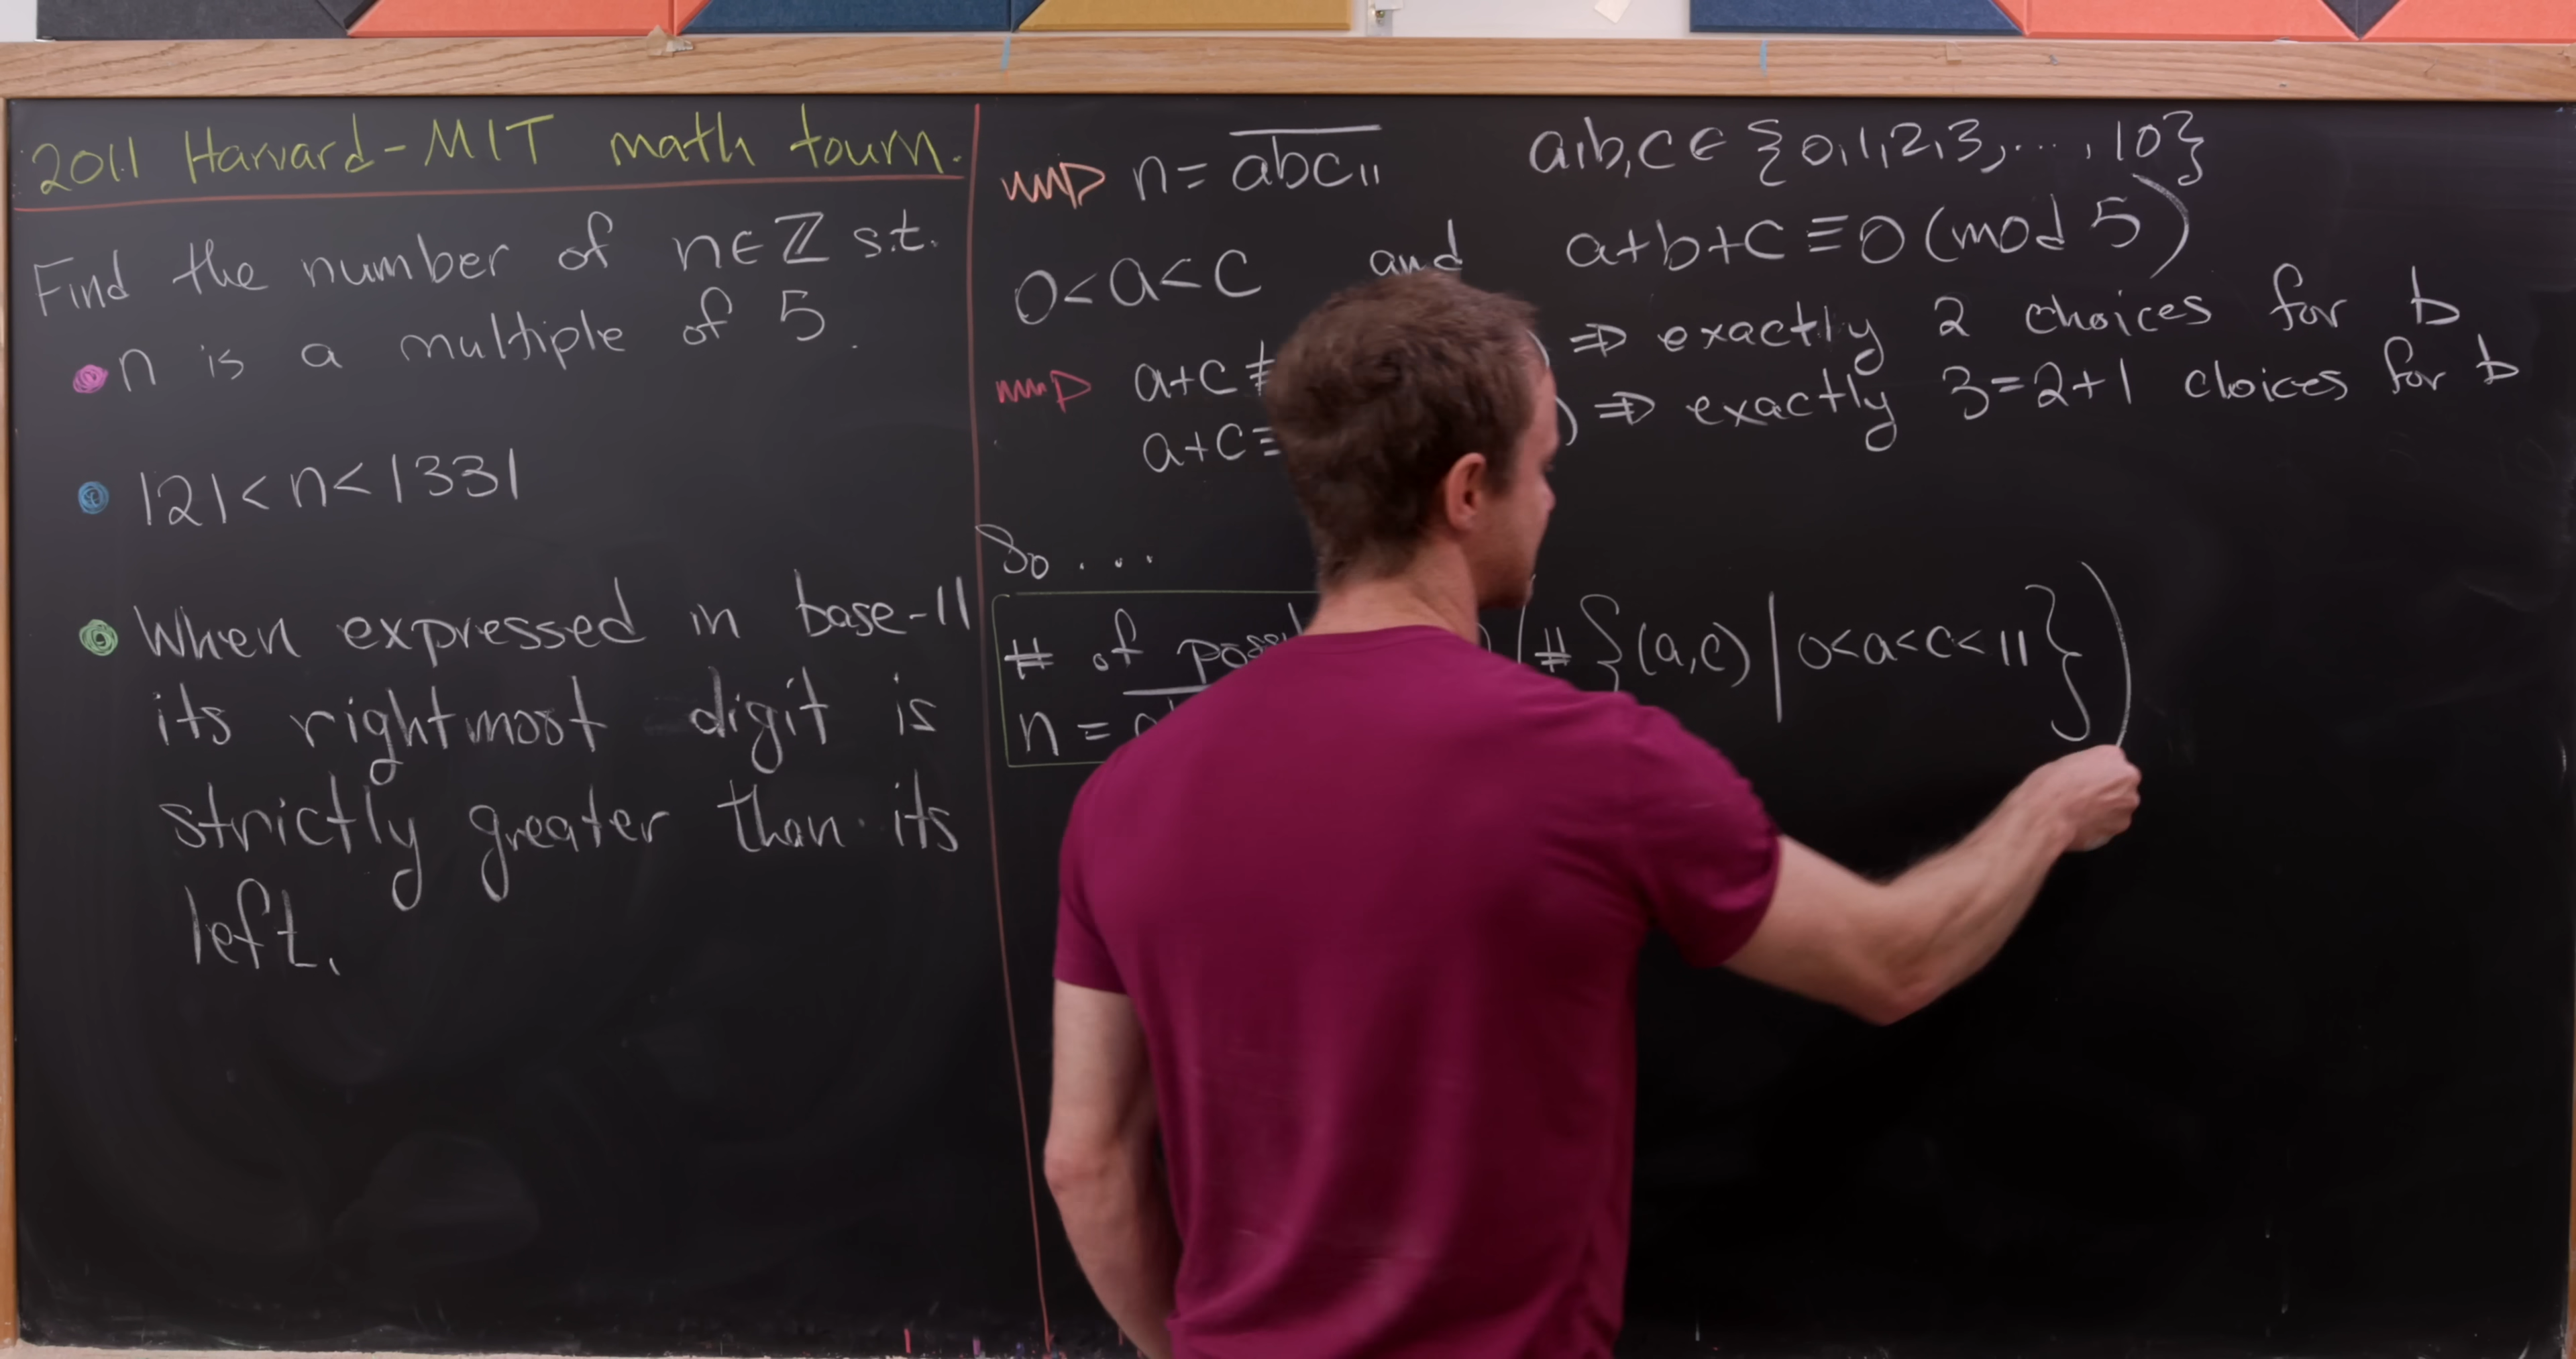 2011 Harvard-MIT math tourn.
Find the number of n∈ℤ s.t.
n is a multiple of 5.
121<n<1331
When expressed in base-11
its rightmost digit is
strictly greater than its
left.
n= abc₁₁ a,b,c∈{0,1,2,3,...,10}
0<a<c and a+b+c≡0 (mod 5)
a+c≢ ) ⇒ exactly 2 choices for b
a+c≡ ) ⇒ exactly 3=2+1 choices for b
So ....
# of (#{(a,c)|0<a<c<11})
n=